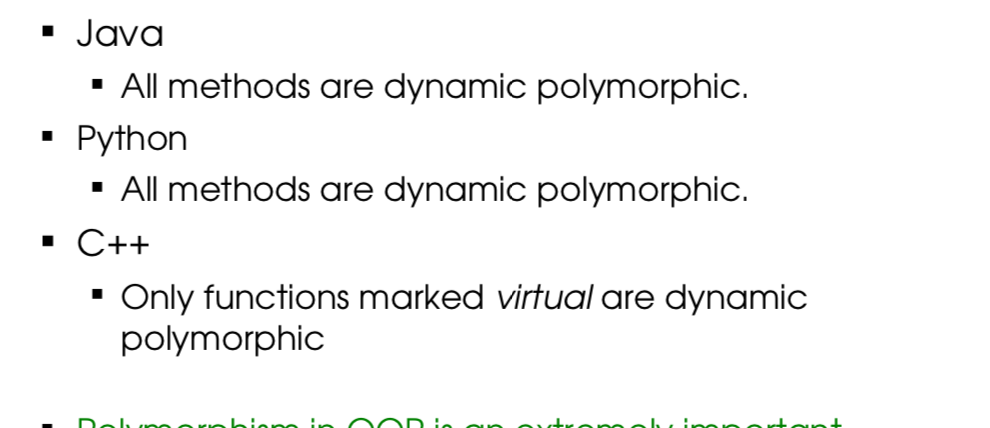 ▪ Java
▪ All methods are dynamic polymorphic.
▪ Python
▪ All methods are dynamic polymorphic.
▪ C++
▪ Only functions marked virtual are dynamic
polymorphic
▪ Polymorphism in OOP is an extremely important